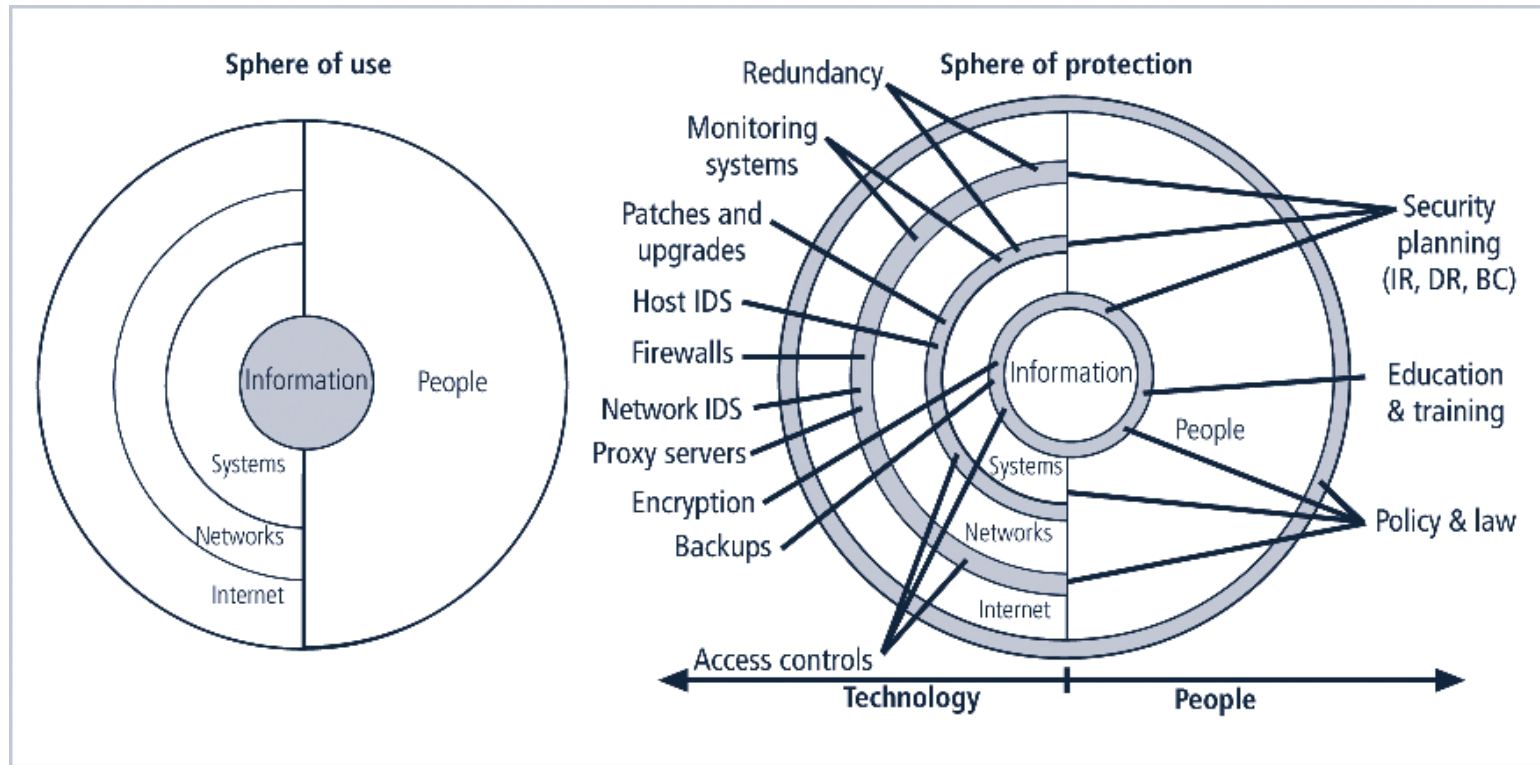 Sphere of use
Information
People
Systems
Networks
Internet
Sphere of protection
Redundancy
Monitoring
systems
Patches and
upgrades
Host IDS
Firewalls
Network IDS
Proxy servers
Encryption
Backups
Access controls
Information
People
Systems
Networks
Internet
Security
planning
(IR, DR, BC)
Education
& training
Policy & law
Technology
People